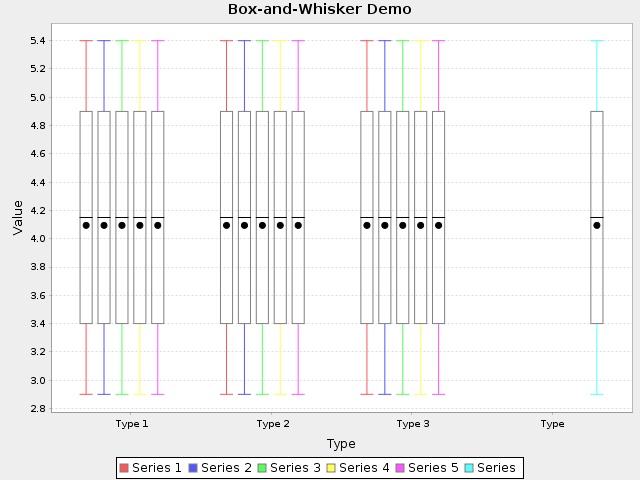 Box-and-Whisker Demo
Value
5.4
5.2
5.0
4.8
4.6
4.4
4.2
4.0
3.8
3.6
3.4
3.2
3.0
2.8
Type 1 Type 2 Type 3 Type
Type
Series 1 Series 2 Series 3 Series 4 Series 5 Series